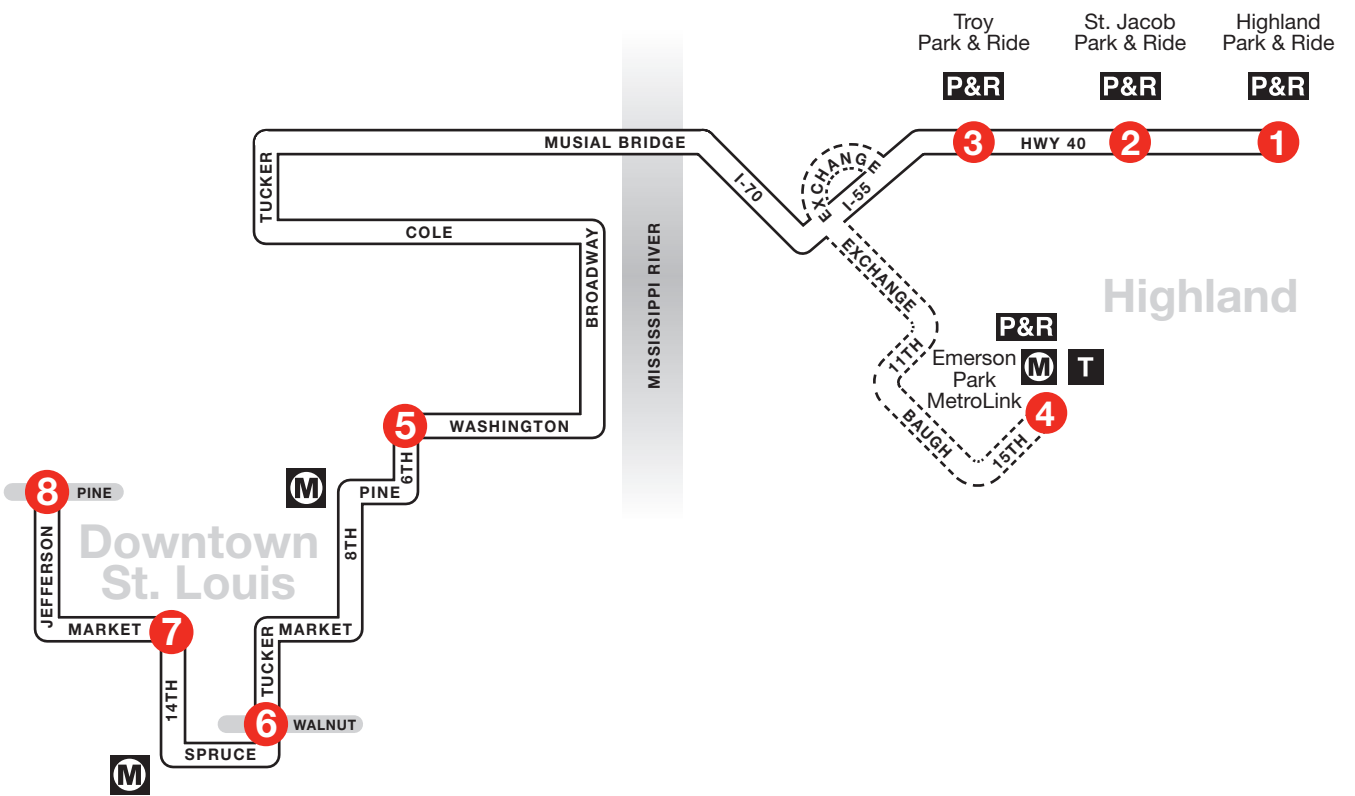 Troy
Park & Ride
St. Jacob
Park & Ride
Highland
Park & Ride
P&R
P&R
P&R
3
HWY 40
2
1
MUSIAL BRIDGE
TUCKER
COLE
BROADWAY
MISSISSIPPI RIVER
I-70
EXCHANGE
I-55
EXCHANGE
Highland
P&R
Emerson
Park
MetroLink
M
T
4
11TH
BAUGH
15TH
5
WASHINGTON
6TH
M
PINE
8
PINE
8TH
Downtown
St. Louis
JEFFERSON
MARKET
7
TUCKER
MARKET
14TH
6
WALNUT
SPRUCE
M